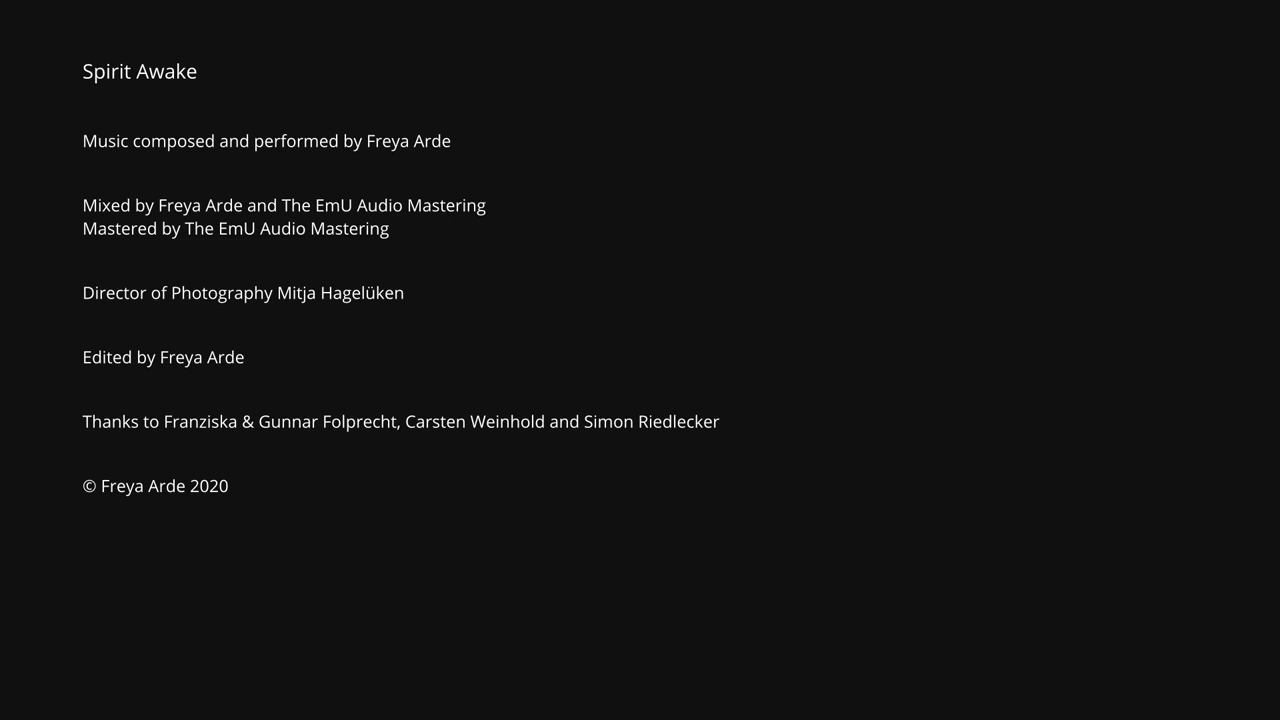 Spirit Awake
Music composed and performed by Freya Arde
Mixed by Freya Arde and The EmU Audio Mastering
Mastered by The EmU Audio Mastering
Director of Photography Mitja Hagelüken
Edited by Freya Arde
Thanks to Franziska & Gunnar Folprecht, Carsten Weinhold and Simon Riedlecker
© Freya Arde 2020